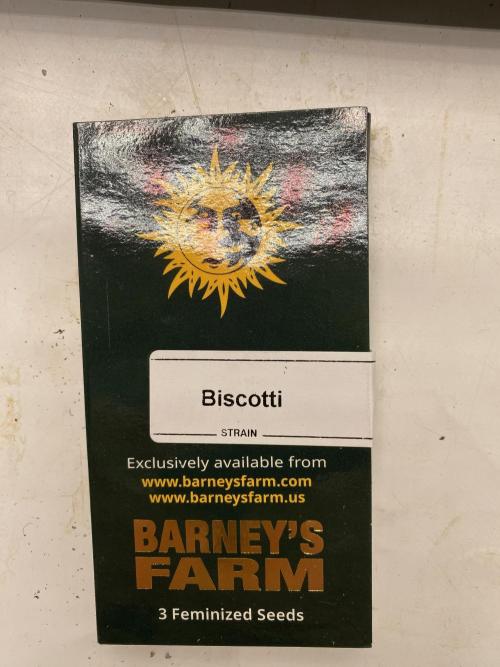 Biscotti
STRAIN
Exclusively available from
www.barneysfarm.com
www.barneysfarm.us
BARNEY'S
FARM
3 Feminized Seeds